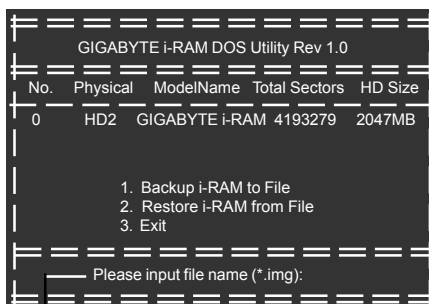 GIGABYTE i-RAM DOS Utility Rev 1.0
No. Physical ModelName Total Sectors HD Size
0 HD2 GIGABYTE i-RAM 4193279 2047MB
1. Backup i-RAM to File
2. Restore i-RAM from File
3. Exit
Please input file name (*.img):